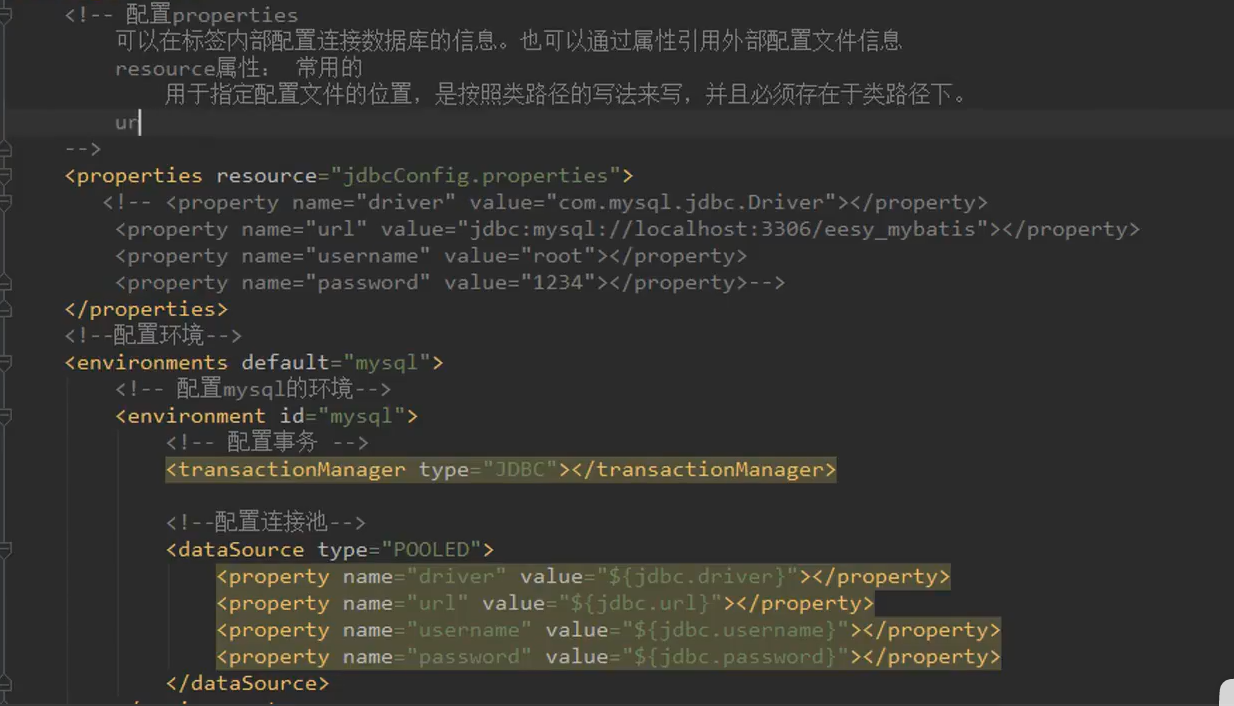 <!-- 配置properties
可以在标签内部配置连接数据库的信息。也可以通过属性引用外部配置文件信息
resource属性： 常用的
用于指定配置文件的位置，是按照类路径的写法来写，并且必须存在于类路径下。
ur
-->
<properties resource="jdbcConfig.properties">
<!-- <property name="driver" value="com.mysql.jdbc.Driver"></property>
<property name="url" value="jdbc:mysql://localhost:3306/eesy_mybatis"></property>
<property name="username" value="root"></property>
<property name="password" value="1234"></property>-->
</properties>
<!--配置环境-->
<environments default="mysql">
<!-- 配置mysql的环境-->
<environment id="mysql">
<!-- 配置事务 -->
<transactionManager type="JDBC"></transactionManager>
<!--配置连接池-->
<dataSource type="POOLED">
<property name="driver" value="${jdbc.driver}"></property>
<property name="url" value="${jdbc.url}"></property>
<property name="username" value="${jdbc.username}"></property>
<property name="password" value="${jdbc.password}"></property>
</dataSource>